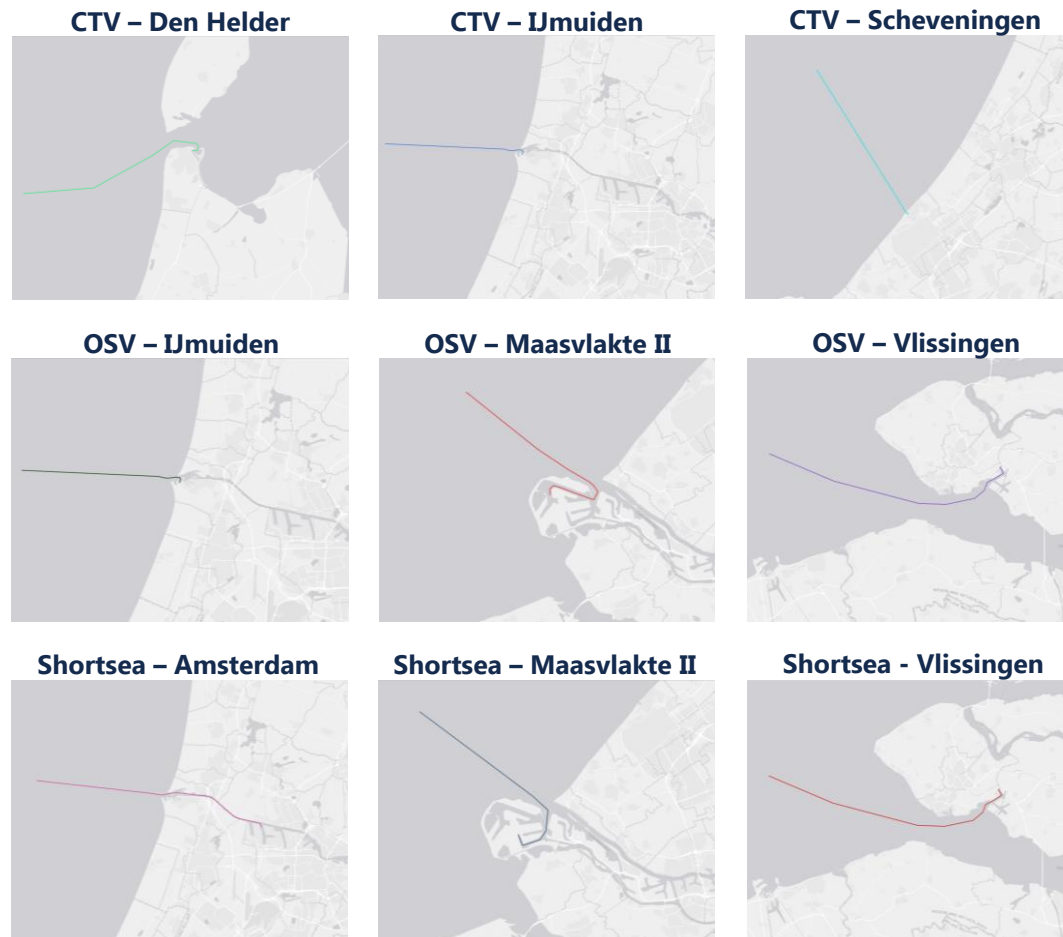 CTV – Den Helder
CTV – IJmuiden
CTV – Scheveningen
OSV – IJmuiden
OSV – Maasvlakte II
OSV – Vlissingen
Shortsea – Amsterdam
Shortsea – Maasvlakte II
Shortsea - Vlissingen